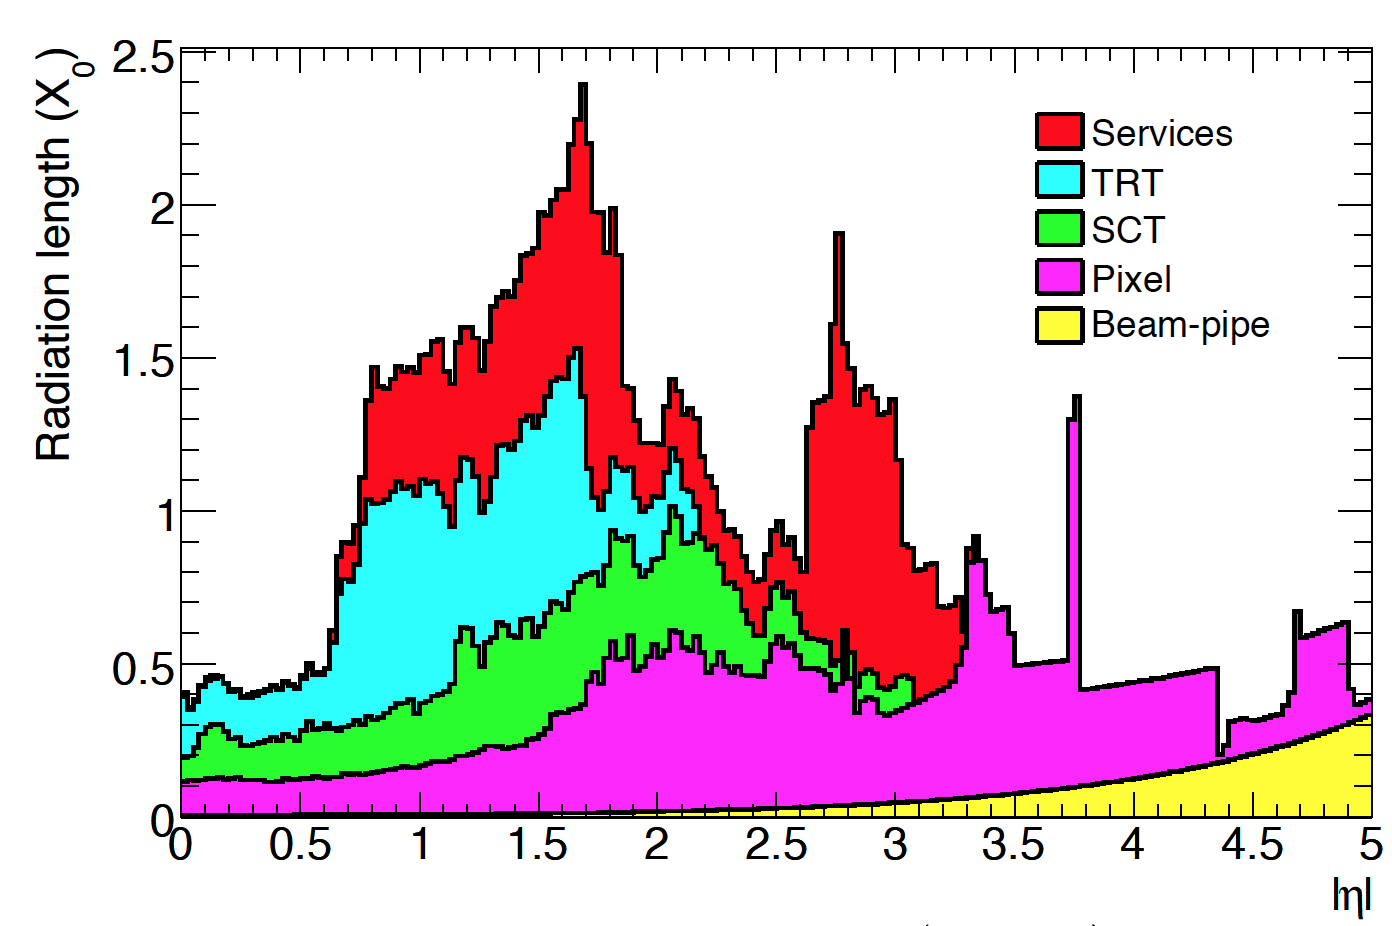 Radiation length (X0)
2.5
2
1.5
1
0.5
0
0 0.5 1 1.5 2 2.5 3 3.5 4 4.5 5
|η|
Services
TRT
SCT
Pixel
Beam-pipe